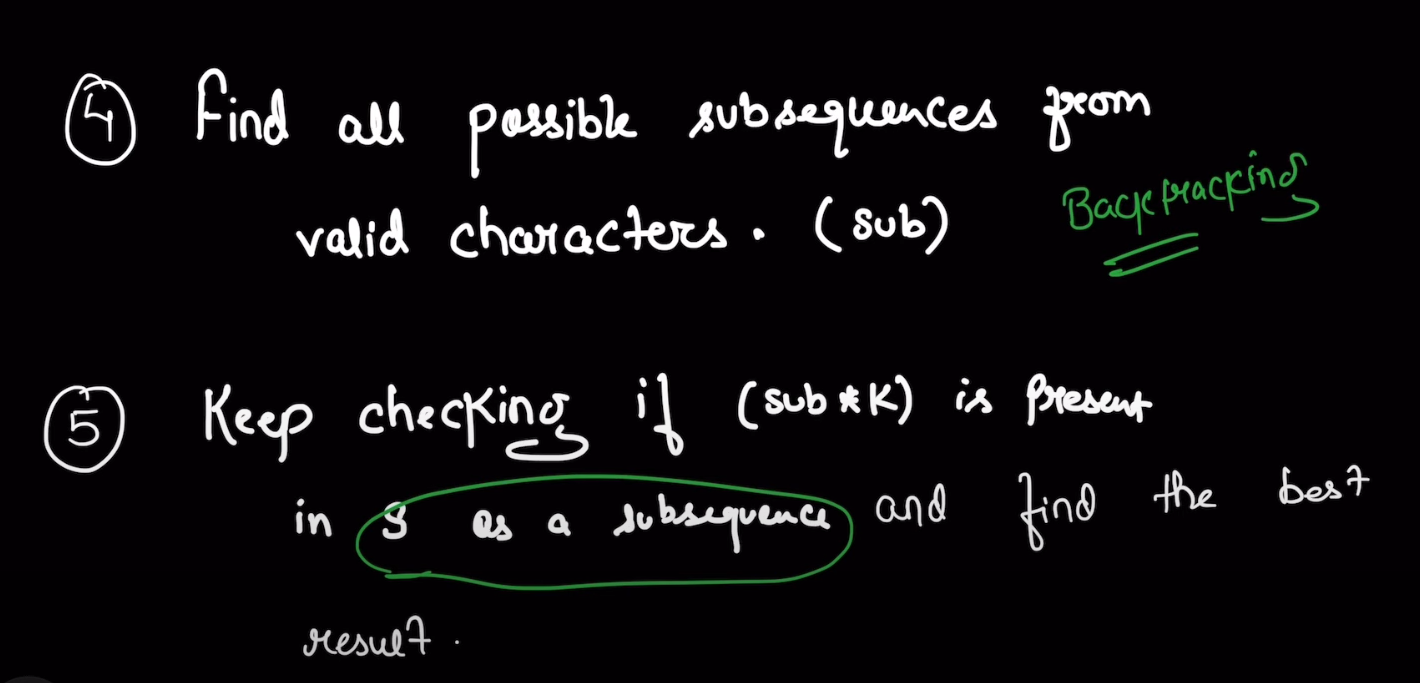 4 Find all possible subsequences from
valid characters. (sub)
Backtracking
5 Keep checking if (sub * K) is present
in s as a subsequence and find the best
result.